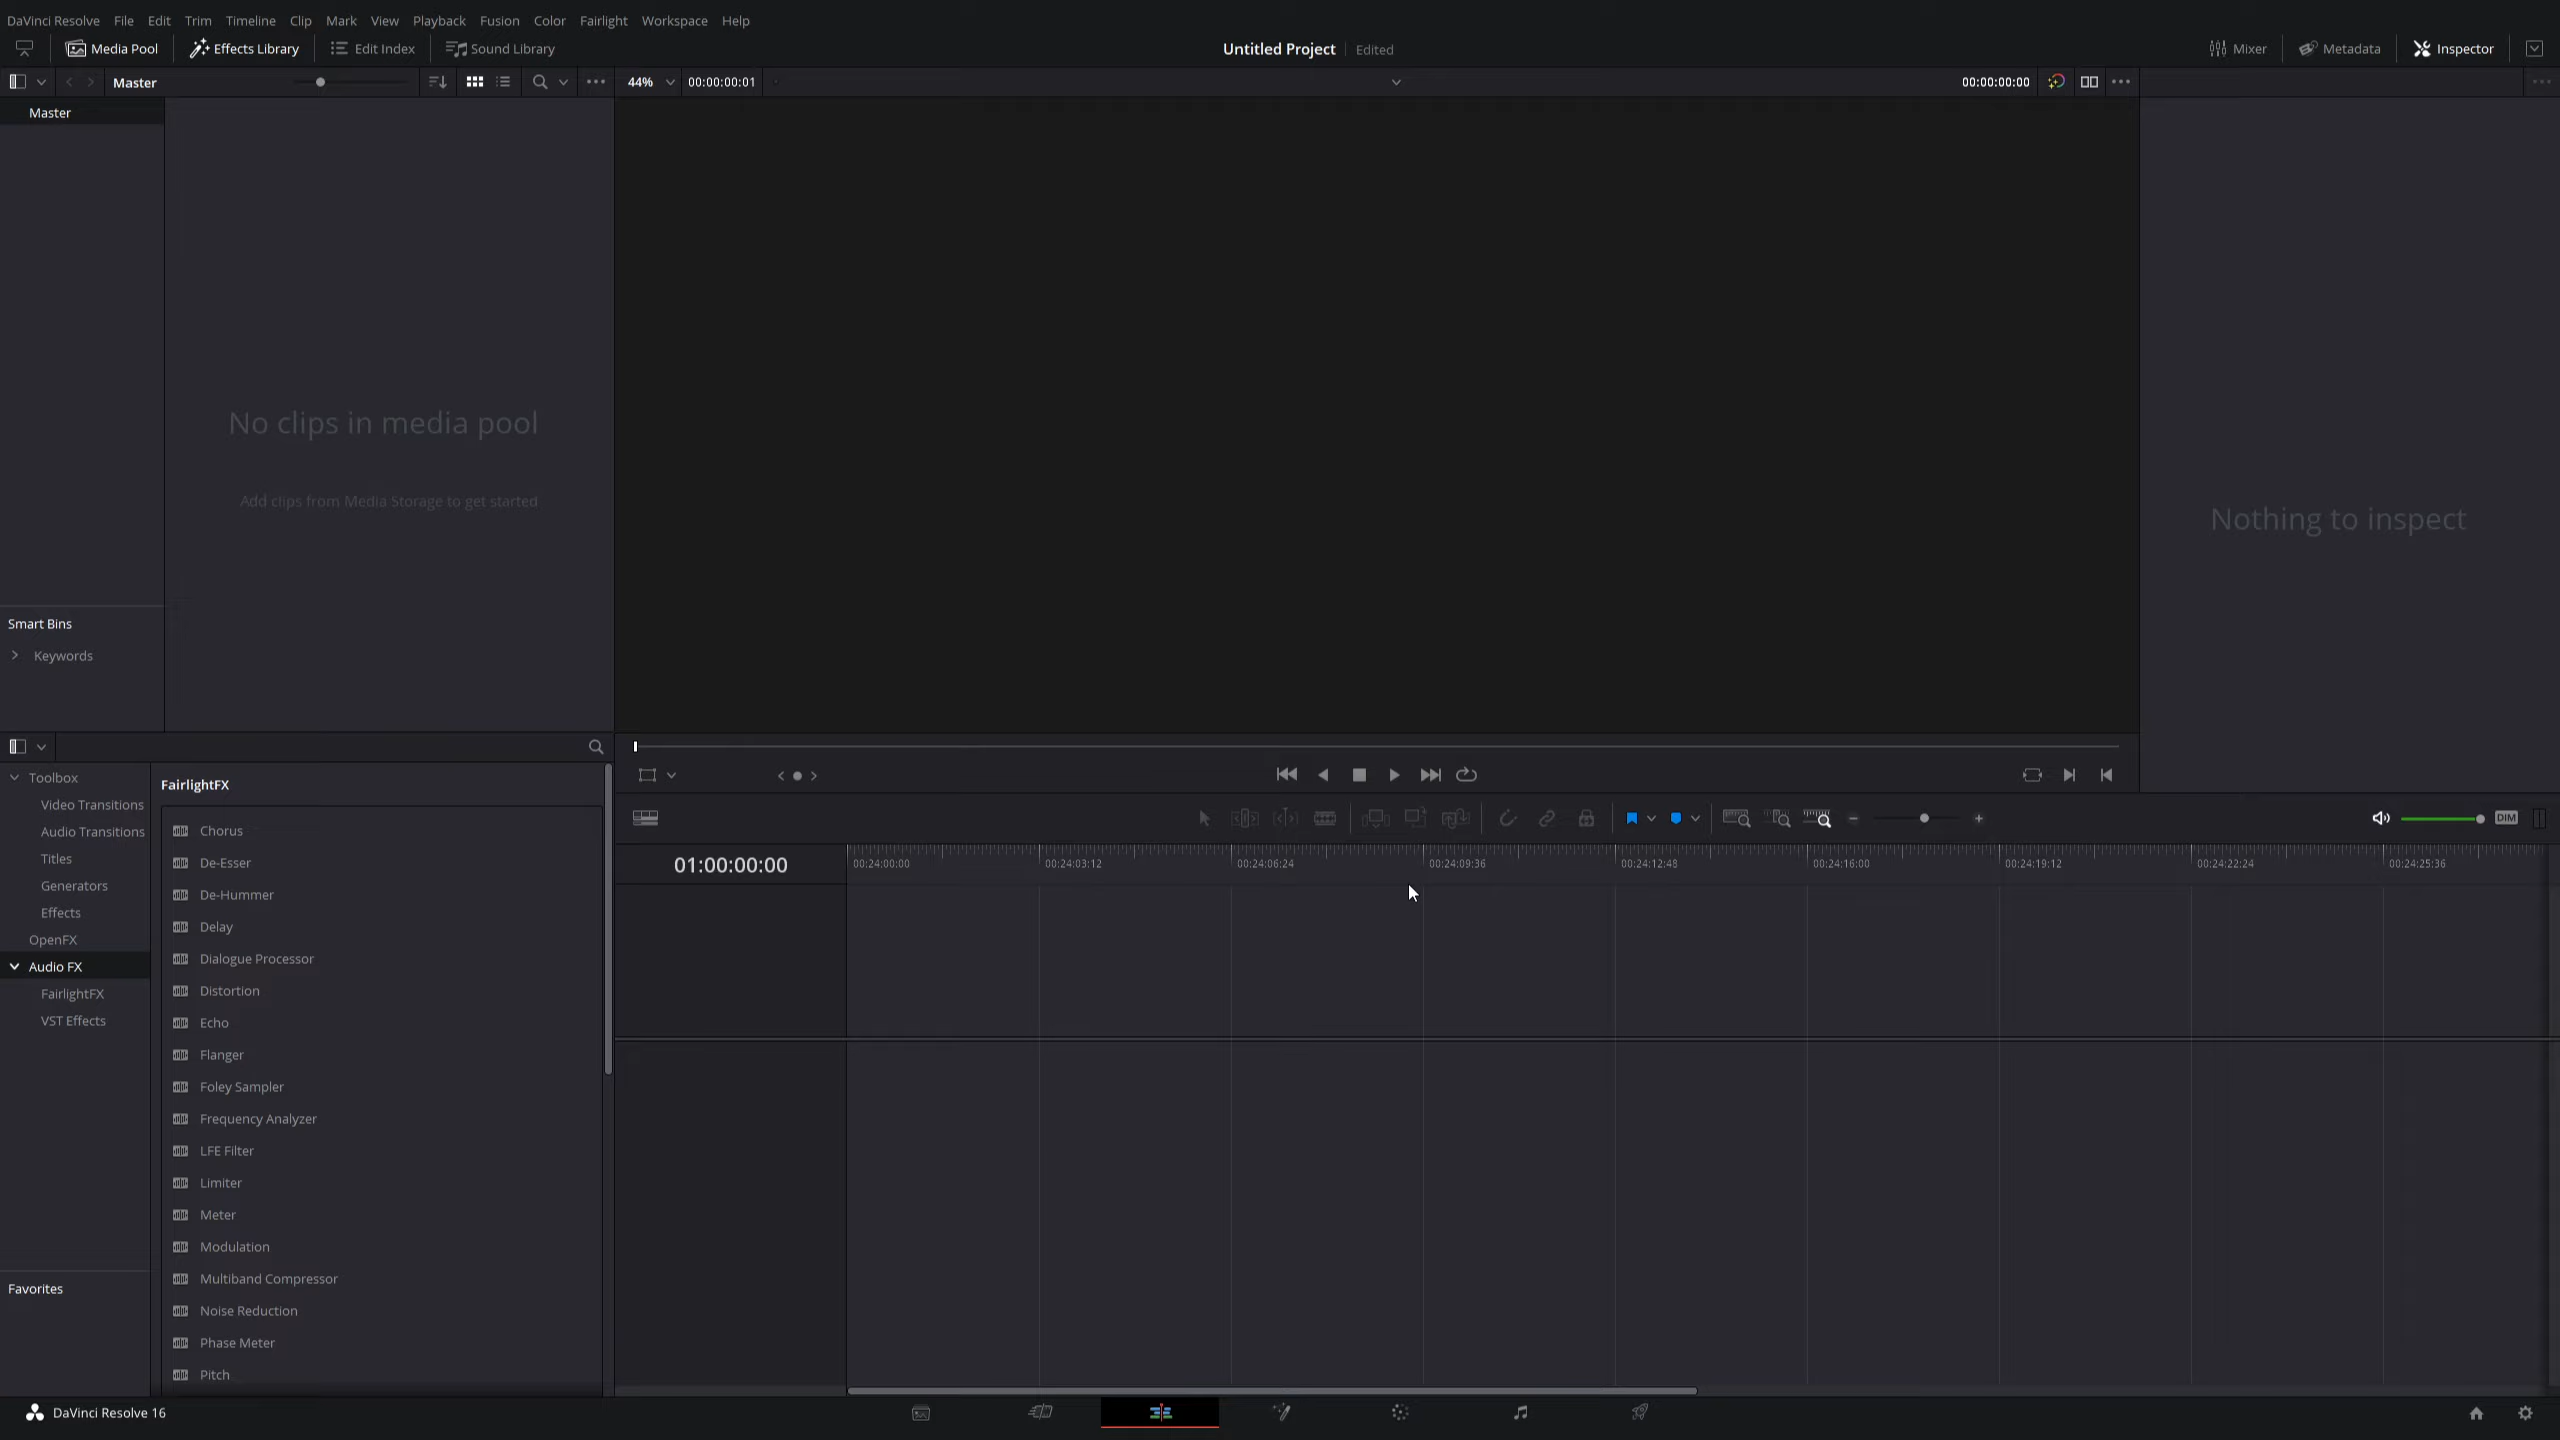 DaVinci Resolve File Edit Trim Timeline Clip Mark View Playback Fusion Color Fairlight Workspace Help
Media Pool Effects Library Edit Index Sound Library Untitled Project Edited Mixer Metadata Inspector
Master 44% 00:00:00:01 00:00:00:00
Master
No clips in media pool
Add clips from Media Storage to get started
Nothing to inspect
Smart Bins
Keywords
Toolbox
Video Transitions
Audio Transitions
Titles
Generators
Effects
OpenFX
Audio FX
FairlightFX
VST Effects
Favorites
FairlightFX
Chorus
De-Esser
De-Hummer
Delay
Dialogue Processor
Distortion
Echo
Flanger
Foley Sampler
Frequency Analyzer
LFE Filter
Limiter
Meter
Modulation
Multiband Compressor
Noise Reduction
Phase Meter
Pitch
DIM
01:00:00:00 00:24:00:00 00:24:03:12 00:24:06:24 00:24:09:36 00:24:12:48 00:24:16:00 00:24:19:12 00:24:22:24 00:24:25:36
DaVinci Resolve 16